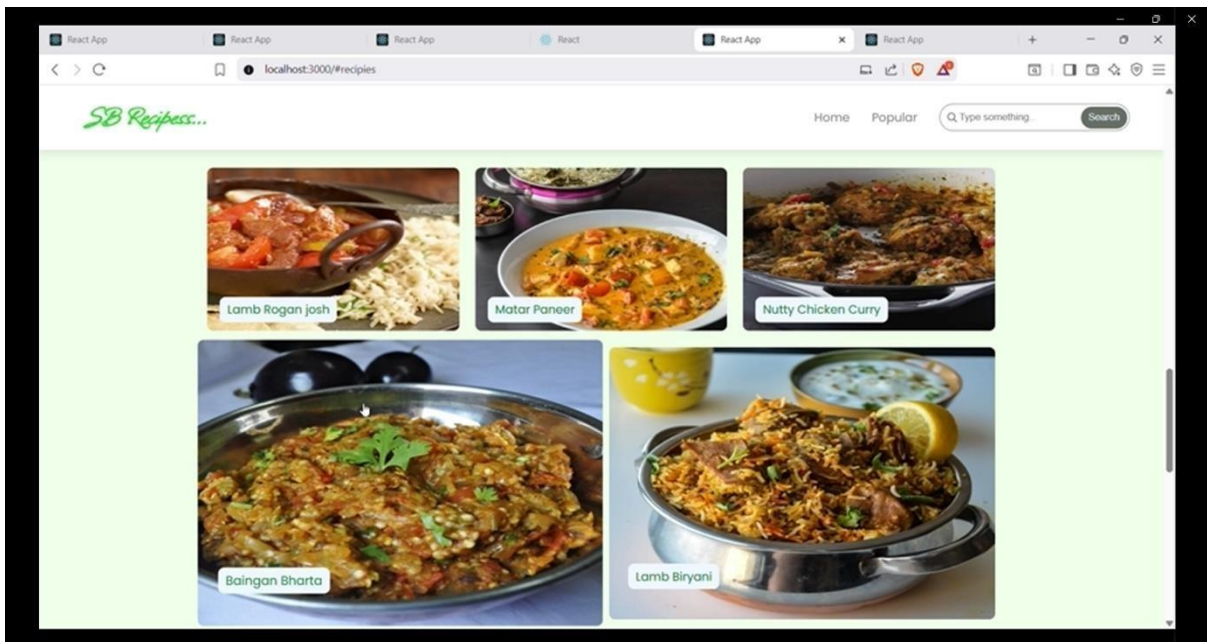 React App
React App
React App
React
React App
React App
localhost:3000/#recipies
SB Recipess...
Home
Popular
Type something..
Search
Lamb Rogan josh
Matar Paneer
Nutty Chicken Curry
Baingan Bharta
Lamb Biryani